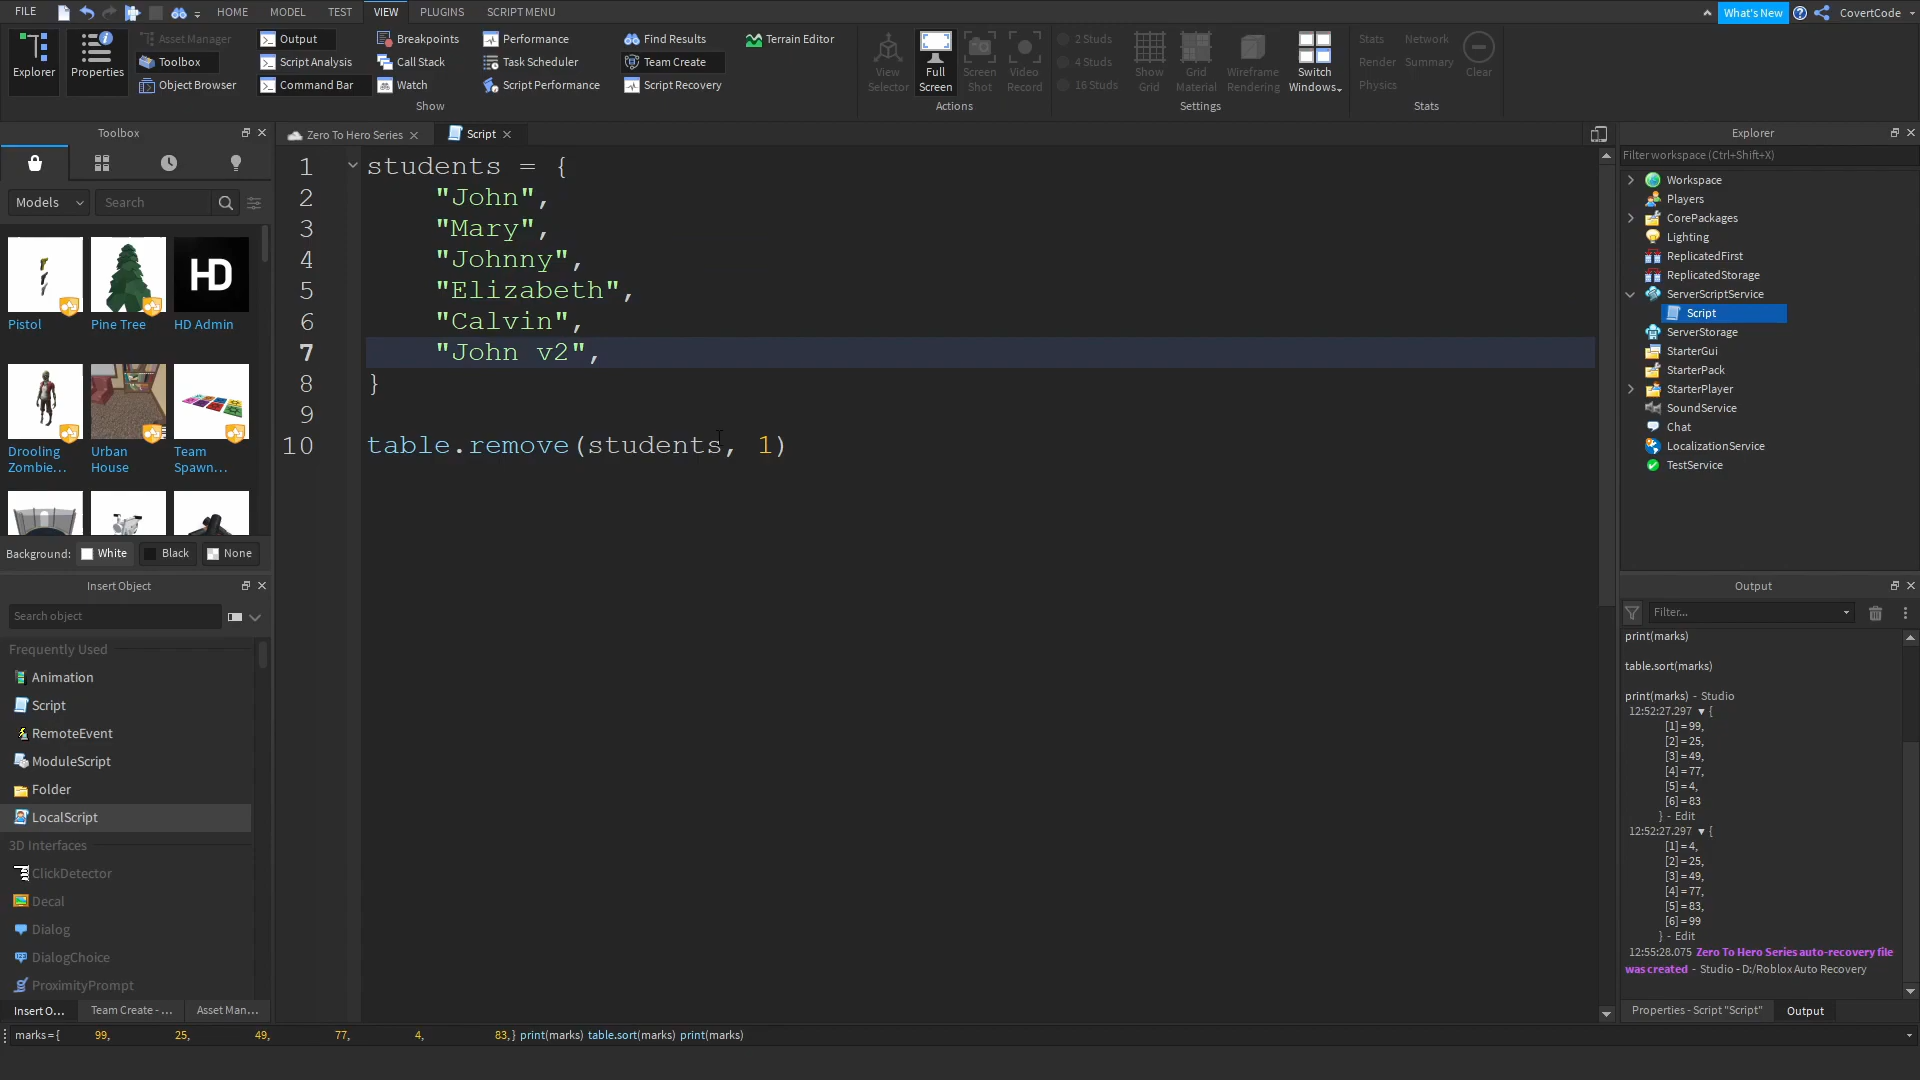 FILE HOME MODEL TEST VIEW PLUGINS SCRIPT MENU What's New CovertCode
Explorer
Properties
Asset Manager
Toolbox
Object Browser
Output
Script Analysis
Command Bar
Breakpoints
Call Stack
Watch
Performance
Task Scheduler
Script Performance
Find Results
Team Create
Script Recovery
Terrain Editor
Show
View
Selector
Full
Screen
Screen
Shot
Video
Record
Actions
2 Studs
4 Studs
16 Studs
Show
Grid
Grid
Material
Wireframe
Rendering
Switch
Windows
Settings
Stats Network
Render Summary
Physics
Clear
Stats
Toolbox
Models Search
Pistol Pine Tree HD Admin
HD
Drooling
Zombie...
Urban
House
Team
Spawn...
Background: White Black None
Insert Object
Search object
Frequently Used
Animation
Script
RemoteEvent
ModuleScript
Folder
LocalScript
3D Interfaces
ClickDetector
Decal
Dialog
DialogChoice
ProximityPrompt
Insert O... Team Create - ... Asset Man...
Zero To Hero Series Script
1 students = {
2 "John",
3 "Mary",
4 "Johnny",
5 "Elizabeth",
6 "Calvin",
7 "John v2",
8 }
9
10 table.remove(students, 1)
Explorer
Filter workspace (Ctrl+Shift+X)
Workspace
Players
CorePackages
Lighting
ReplicatedFirst
ReplicatedStorage
ServerScriptService
Script
ServerStorage
StarterGui
StarterPack
StarterPlayer
SoundService
Chat
LocalizationService
TestService
Output
Filter...
print(marks)
table.sort(marks)
print(marks) - Studio
12:52:27.297 ▼ {
[1] = 99,
[2] = 25,
[3] = 49,
[4] = 77,
[5] = 4,
[6] = 83
} - Edit
12:52:27.297 ▼ {
[1] = 4,
[2] = 25,
[3] = 49,
[4] = 77,
[5] = 83,
[6] = 99
} - Edit
12:55:28.075 Zero To Hero Series auto-recovery file
was created - Studio - D:/Roblox Auto Recovery
Properties - Script "Script" Output
marks = { 99, 25, 49, 77, 4, 83, } print(marks) table.sort(marks) print(marks)